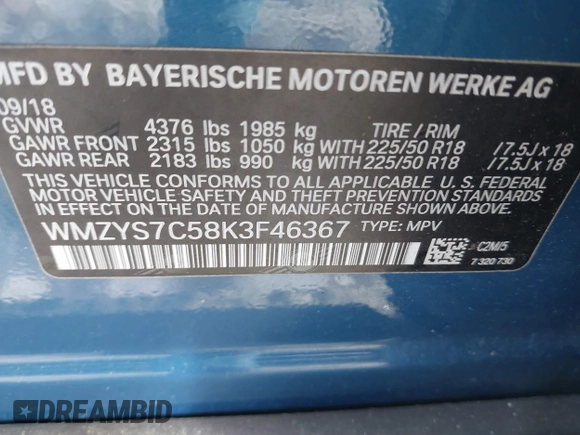 MFD BY BAYERISCHE MOTOREN WERKE AG
09/18
GVWR 4376 lbs 1985 kg TIRE / RIM
GAWR FRONT 2315 lbs 1050 kg WITH 225/50 R18 / 7.5J x 18
GAWR REAR 2183 lbs 990 kg WITH 225/50 R18 / 7.5J x 18
THIS VEHICLE CONFORMS TO ALL APPLICABLE U. S. FEDERAL
MOTOR VEHICLE SAFETY AND THEFT PREVENTION STANDARDS
IN EFFECT ON THE DATE OF MANUFACTURE SHOWN ABOVE.
WMZYS7C58K3F46367 TYPE: MPV
C2M/5
7 320 730
DREAMBID